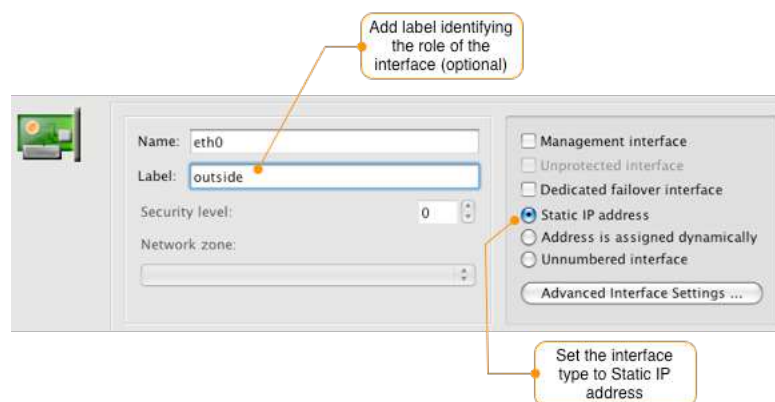 Add label identifying
the role of the
interface (optional)
Name: eth0
Label: outside
Security level: 0
Network zone:
Management interface
Unprotected interface
Dedicated failover interface
Static IP address
Address is assigned dynamically
Unnumbered interface
Advanced Interface Settings ...
Set the interface
type to Static IP
address